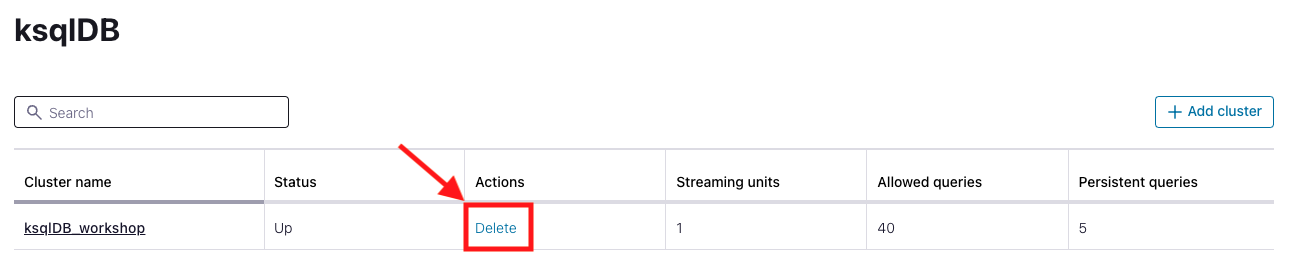 ksqlDB
Search
+ Add cluster
Cluster name Status Actions Streaming units Allowed queries Persistent queries
ksqlDB_workshop Up Delete 1 40 5